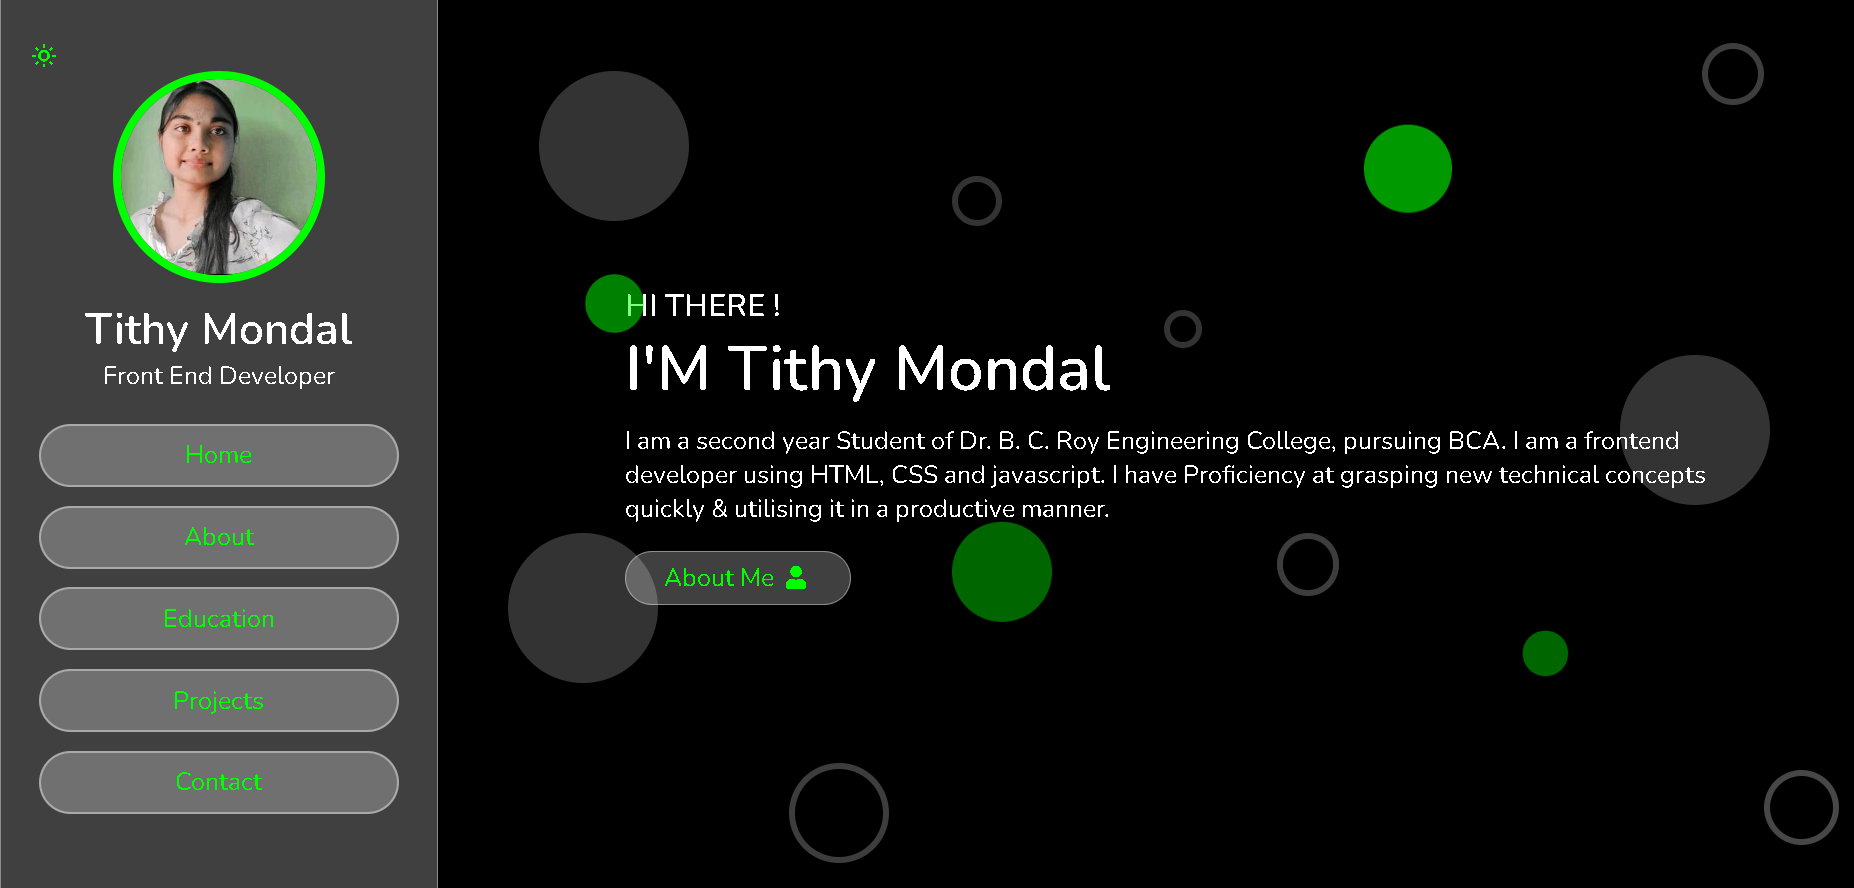 Tithy Mondal
Front End Developer
Home
About
Education
Projects
Contact
HI THERE !
I'M Tithy Mondal
I am a second year Student of Dr. B. C. Roy Engineering College, pursuing BCA. I am a frontend
developer using HTML, CSS and javascript. I have Proficiency at grasping new technical concepts
quickly & utilising it in a productive manner.
About Me